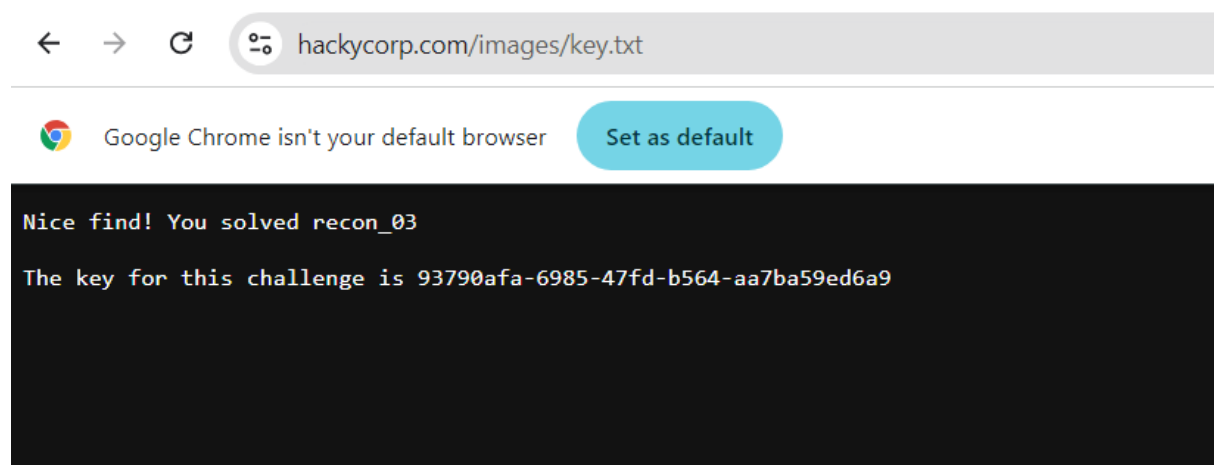 hackycorp.com/images/key.txt
Google Chrome isn't your default browser
Set as default
Nice find! You solved recon_03
The key for this challenge is 93790afa-6985-47fd-b564-aa7ba59ed6a9